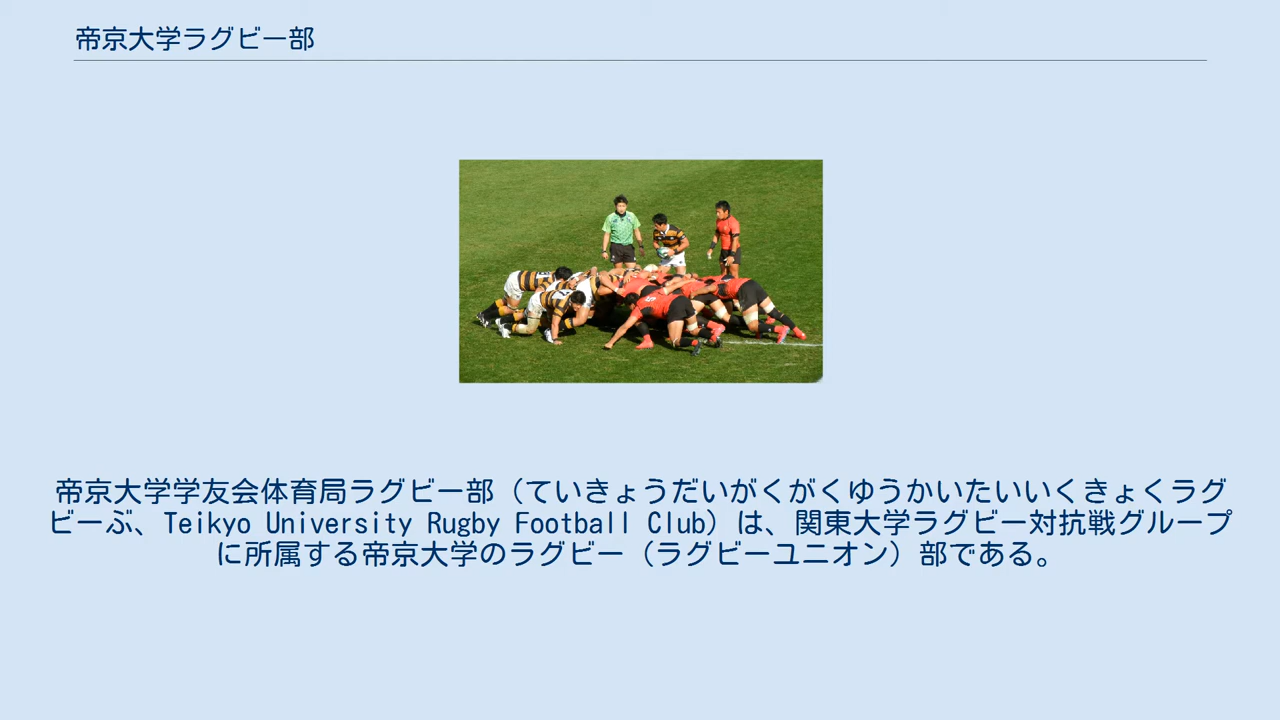 帝京大学ラグビー部
帝京大学学友会体育局ラグビー部（ていきょうだいがくがくゆうかいたいいくきょくラグ
ビーぶ、Teikyo University Rugby Football Club）は、関東大学ラグビー対抗戦グループ
に所属する帝京大学のラグビー（ラグビーユニオン）部である。